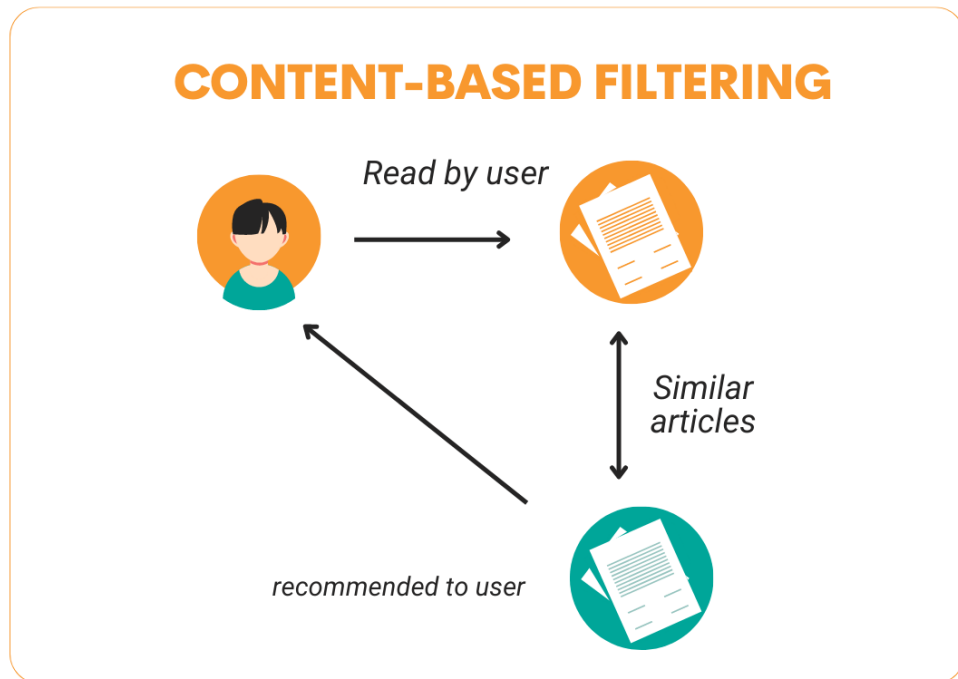 CONTENT-BASED FILTERING
Read by user
Similar
articles
recommended to user